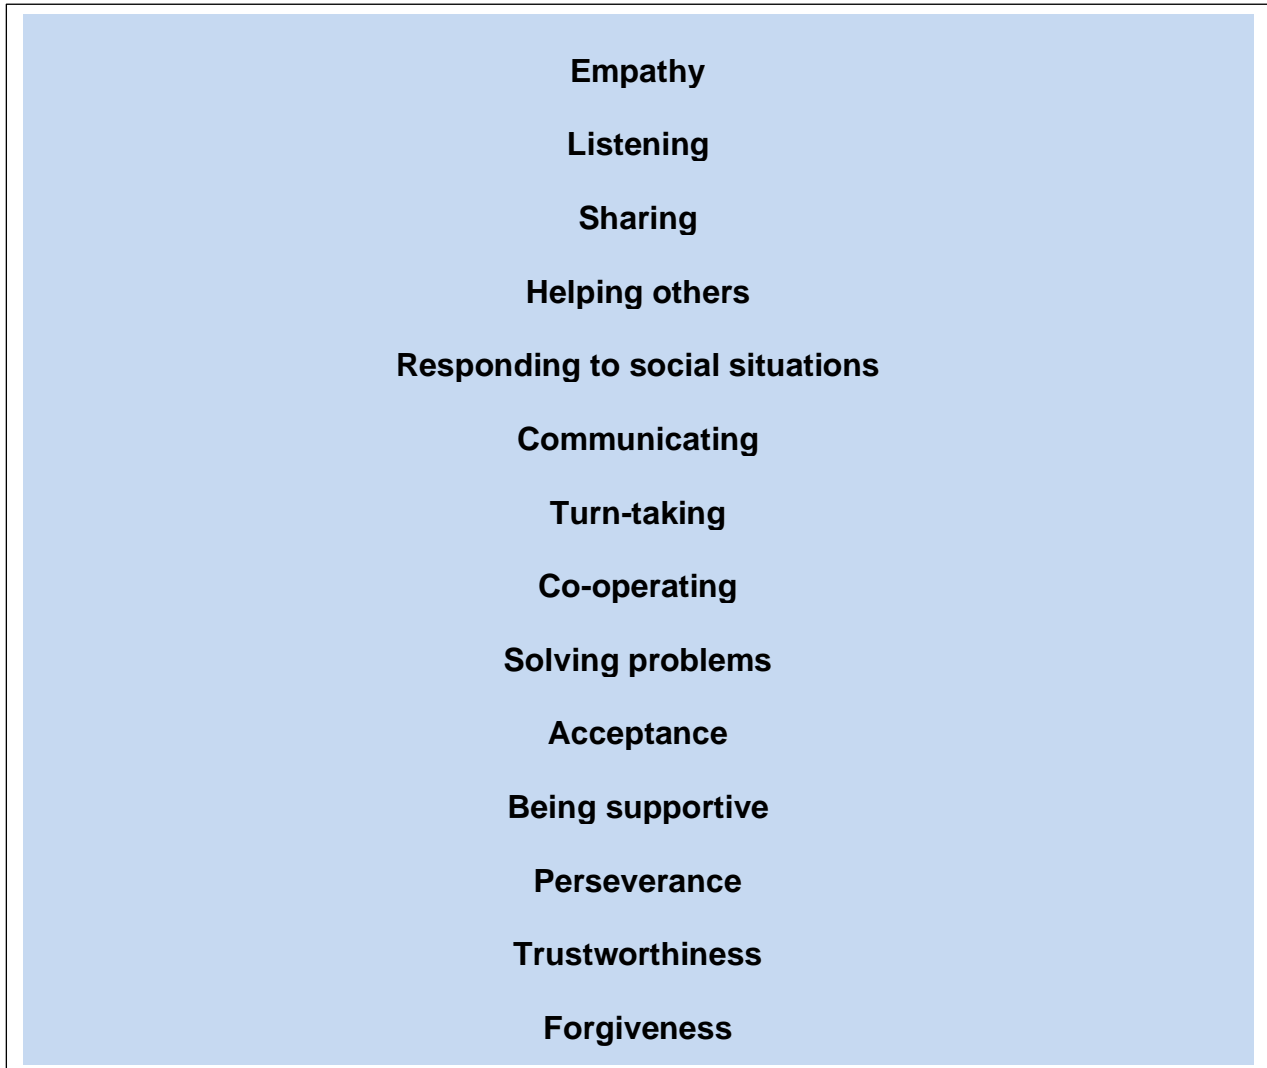 Empathy
Listening
Sharing
Helping others
Responding to social situations
Communicating
Turn-taking
Co-operating
Solving problems
Acceptance
Being supportive
Perseverance
Trustworthiness
Forgiveness